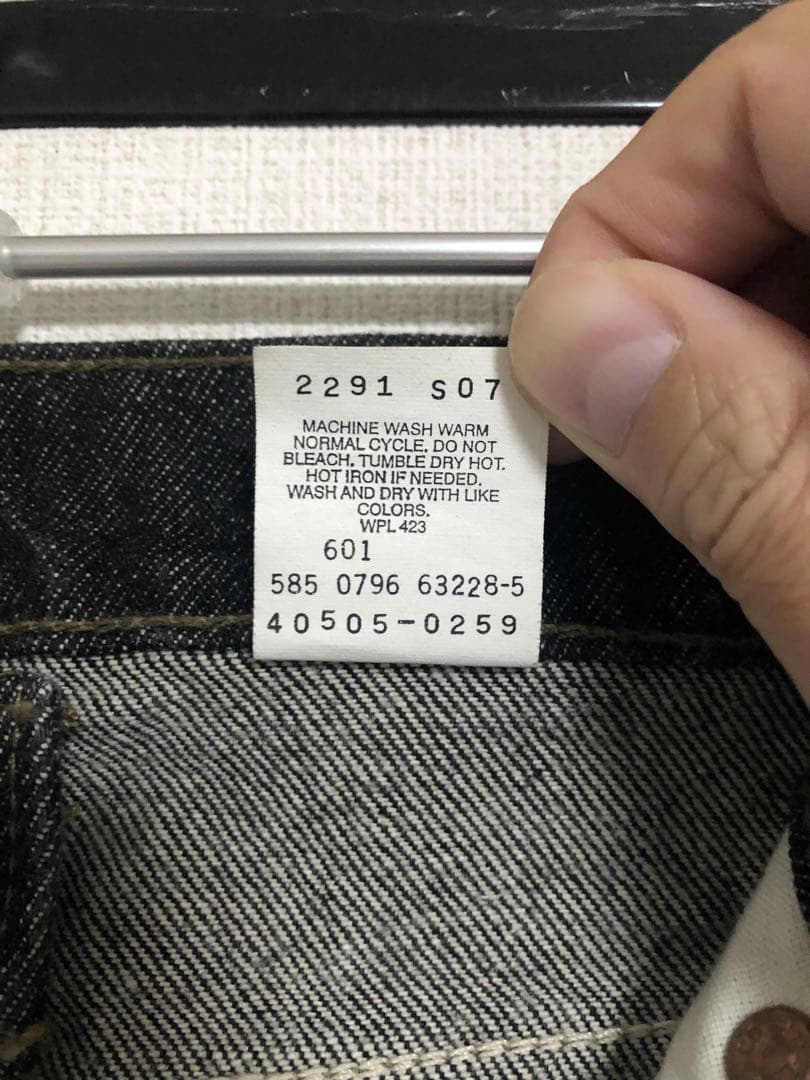 2291 S07
MACHINE WASH WARM
NORMAL CYCLE. DO NOT
BLEACH. TUMBLE DRY HOT.
HOT IRON IF NEEDED.
WASH AND DRY WITH LIKE
COLORS.
WPL 423
601
585 0796 63228-5
40505-0259